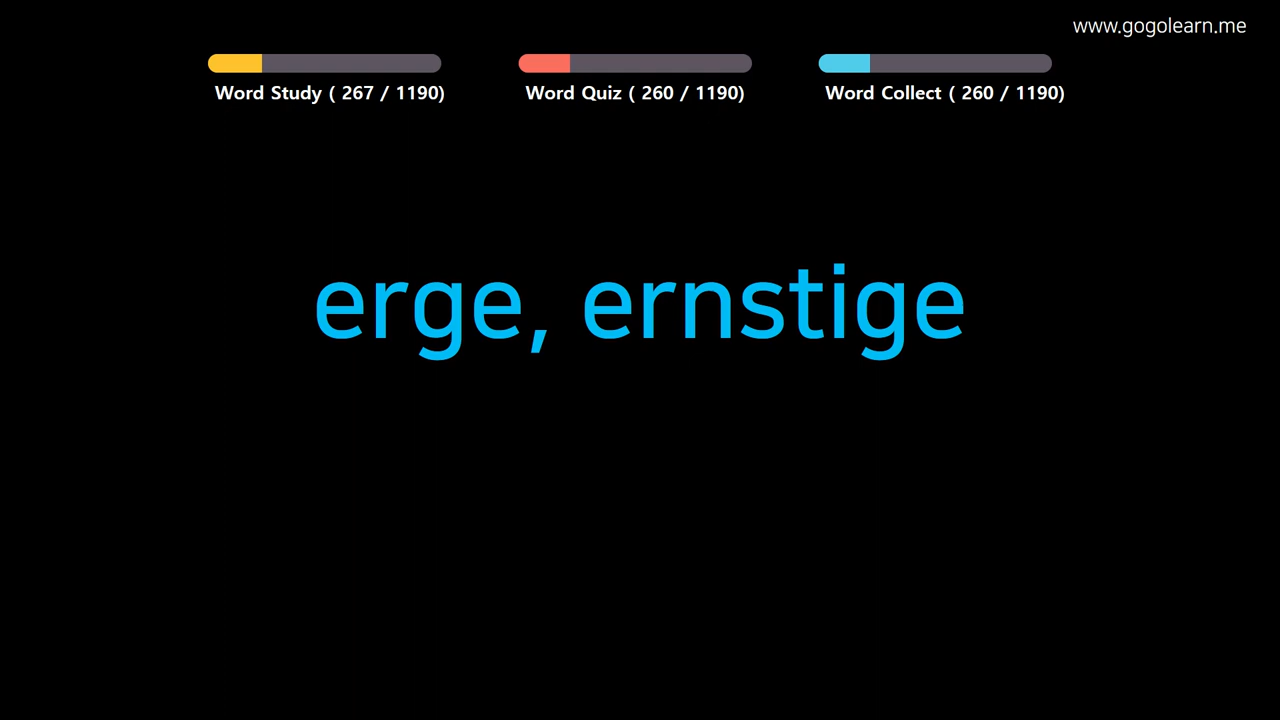 www.gogolearn.me
Word Study ( 267 / 1190)
Word Quiz ( 260 / 1190)
Word Collect ( 260 / 1190)
erge, ernstige